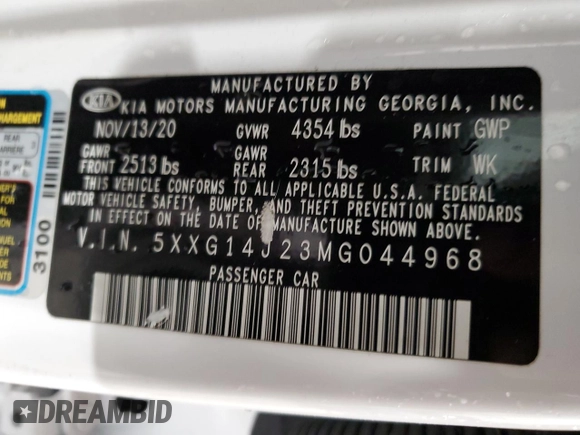 MANUFACTURED BY
KIA KIA MOTORS MANUFACTURING GEORGIA, INC.
NOV/13/20 GVWR 4354 lbs PAINT GWP
GAWR FRONT 2513 lbs GAWR REAR 2315 lbs TRIM WK
THIS VEHICLE CONFORMS TO ALL APPLICABLE U.S.A. FEDERAL
MOTOR VEHICLE SAFETY, BUMPER, AND THEFT PREVENTION STANDARDS
IN EFFECT ON THE DATE OF MANUFACTURE SHOWN ABOVE.
V.I.N. 5XXG14J23MG044968
PASSENGER CAR
3100
REAR
DREAMBID